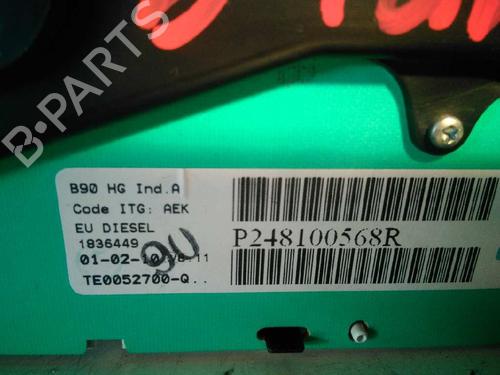 B-PARTS
B90 HG Ind.A
Code ITG: AEK
EU DIESEL
1836449
01-02-10
TE0052700-Q..
P248100568R